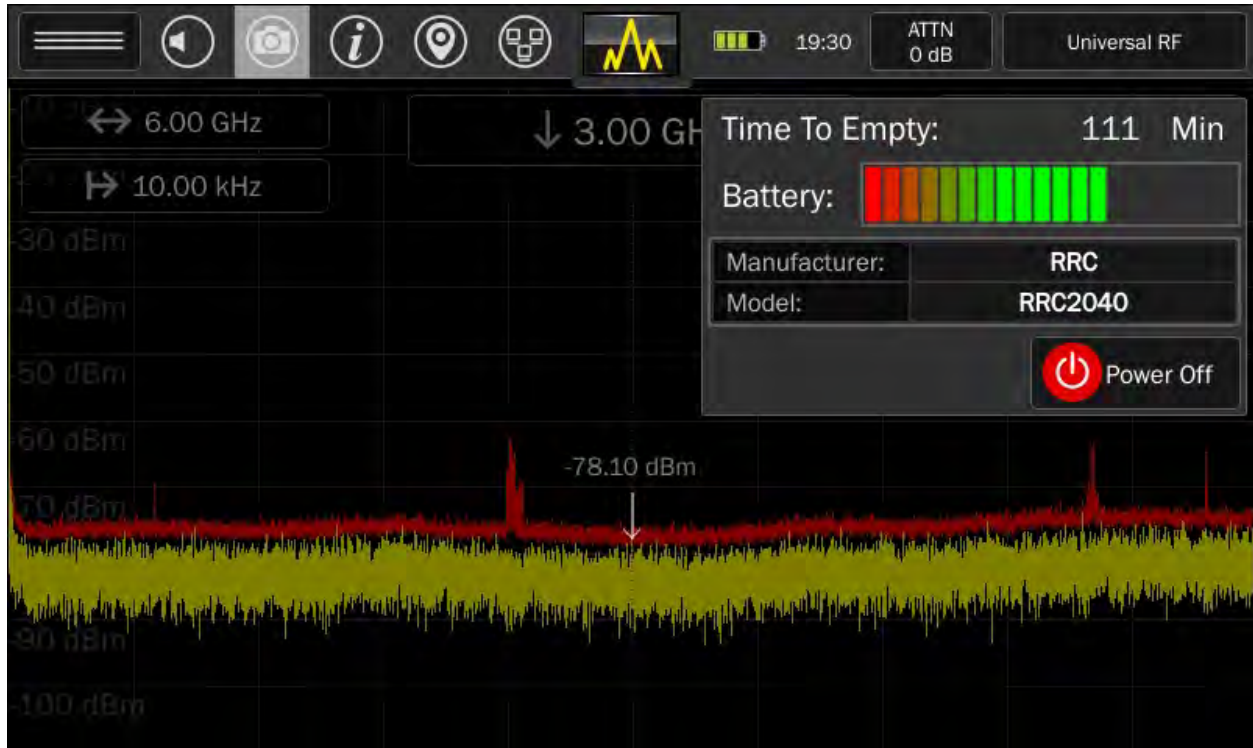 19:30
ATTN
0 dB
Universal RF
6.00 GHz
3.00 GH
10.00 kHz
Time To Empty: 111 Min
Battery:
Manufacturer: RRC
Model: RRC2040
Power Off
-30 dBm
-40 dBm
-50 dBm
-60 dBm
-78.10 dBm
-70 dBm
-90 dBm
-100 dBm